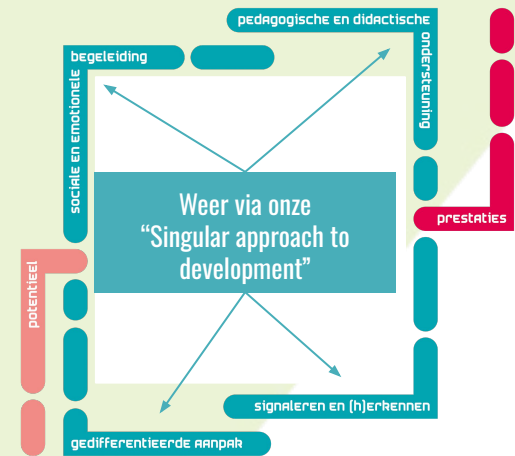 pedagogische en didactische
ondersteuning
begeleiding
sociale en emotionele
Weer via onze
“Singular approach to
development”
prestaties
potentieel
signaleren en (h)erkennen
gedifferentieerde aanpak